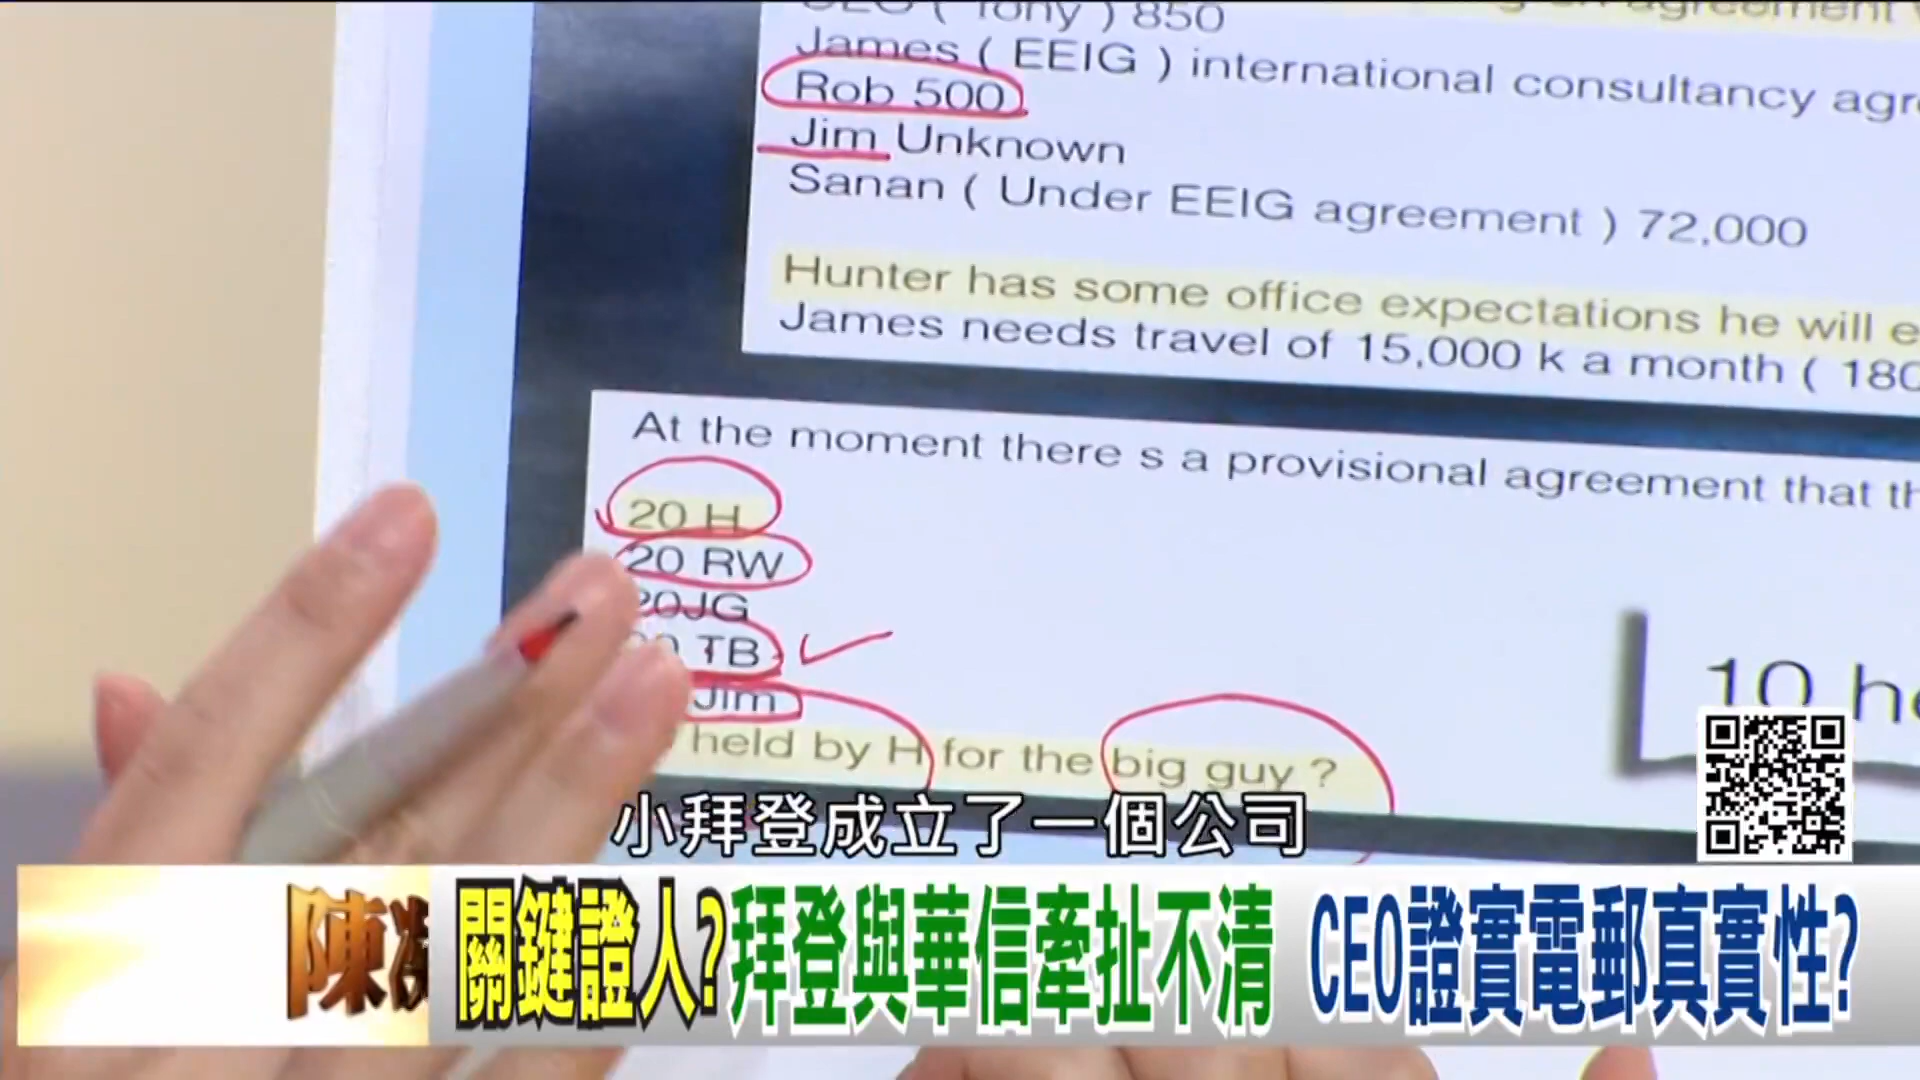 CEO ( Tony ) 850
James ( EEIG ) international consultancy
Rob 500
Jim Unknown
Sanan ( Under EEIG agreement ) 72,000
Hunter has some office expectations he will
James needs travel of 15,000 k a month ( 180
At the moment there s a provisional agreement that
20 H
20 RW
20JG
TB
Jim
held by H for the big guy ?
10
小拜登成立了一個公司
陳
關鍵證人?拜登與華信牽扯不清 CEO證實電郵真實性?